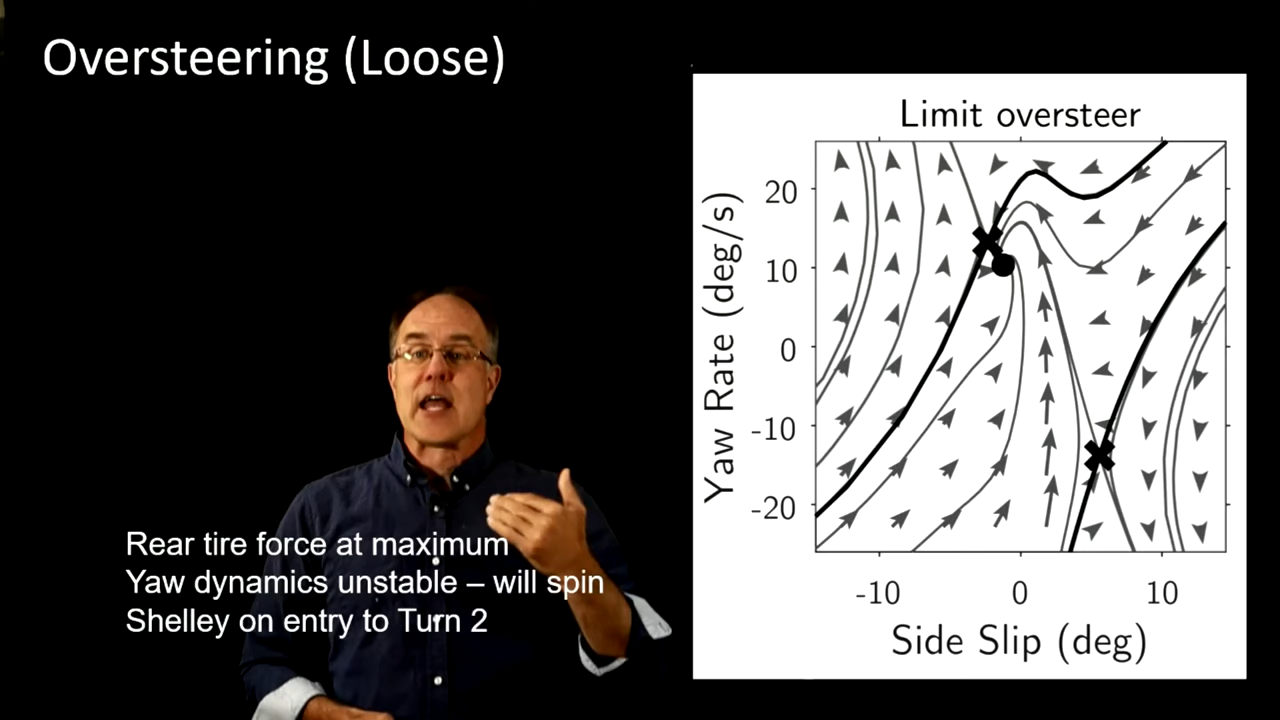 Oversteering (Loose)
Limit oversteer
Yaw Rate (deg/s)
20
10
0
-10
-20
-10
0
10
Side Slip (deg)
Rear tire force at maximum
Yaw dynamics unstable – will spin
Shelley on entry to Turn 2